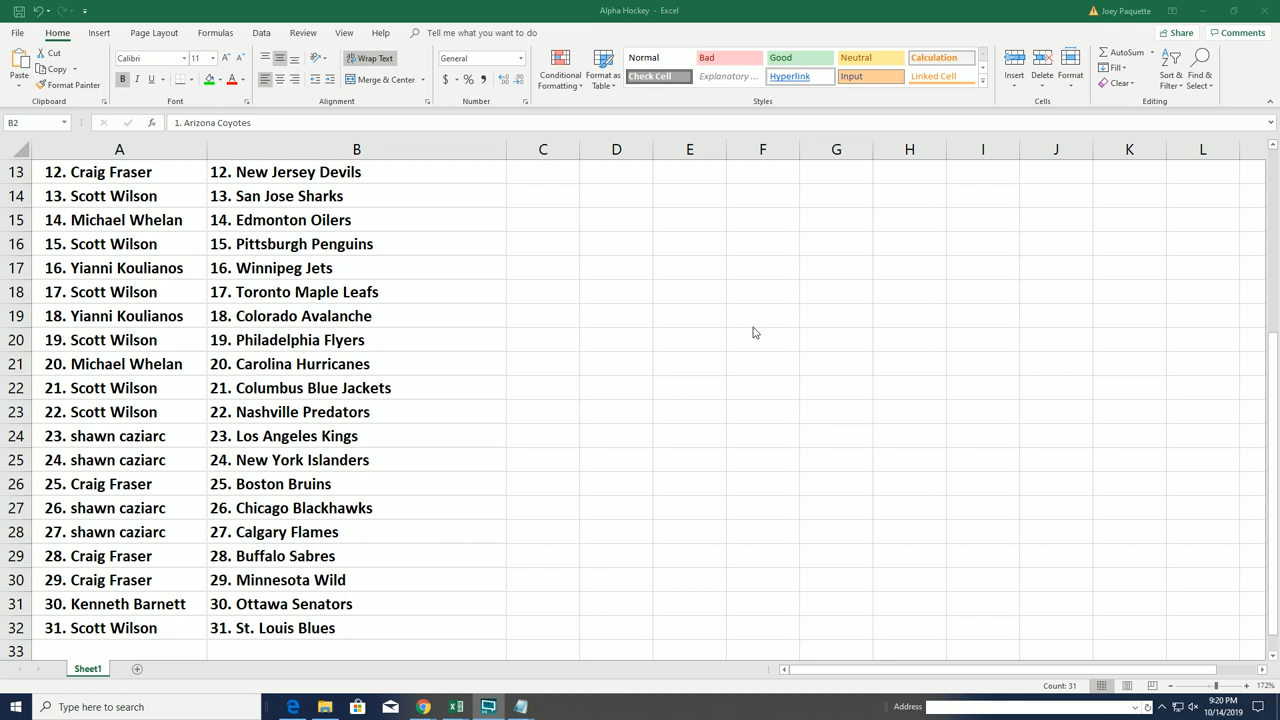 Alpha Hockey - Excel
Joey Paquette
File Home Insert Page Layout Formulas Data Review View Help Tell me what you want to do
Share Comments
Paste
Cut
Copy
Format Painter
Clipboard
Calibri 11
B I U
Font
Wrap Text
Merge & Center
Alignment
General
$ % ,
Number
Conditional Formatting
Format as Table
Normal Bad Good Neutral Calculation
Check Cell Explanatory ... Hyperlink Input Linked Cell
Styles
Insert Delete Format
Cells
AutoSum
Fill
Clear
Sort & Filter
Find & Select
Editing
B2 fx 1. Arizona Coyotes
A B C D E F G H I J K L
13 12. Craig Fraser 12. New Jersey Devils
14 13. Scott Wilson 13. San Jose Sharks
15 14. Michael Whelan 14. Edmonton Oilers
16 15. Scott Wilson 15. Pittsburgh Penguins
17 16. Yianni Koulianos 16. Winnipeg Jets
18 17. Scott Wilson 17. Toronto Maple Leafs
19 18. Yianni Koulianos 18. Colorado Avalanche
20 19. Scott Wilson 19. Philadelphia Flyers
21 20. Michael Whelan 20. Carolina Hurricanes
22 21. Scott Wilson 21. Columbus Blue Jackets
23 22. Scott Wilson 22. Nashville Predators
24 23. shawn caziarc 23. Los Angeles Kings
25 24. shawn caziarc 24. New York Islanders
26 25. Craig Fraser 25. Boston Bruins
27 26. shawn caziarc 26. Chicago Blackhawks
28 27. shawn caziarc 27. Calgary Flames
29 28. Craig Fraser 28. Buffalo Sabres
30 29. Craig Fraser 29. Minnesota Wild
31 30. Kenneth Barnett 30. Ottawa Senators
32 31. Scott Wilson 31. St. Louis Blues
33
Sheet1
Count: 31 172%
Type here to search
Address
9:20 PM
10/14/2019